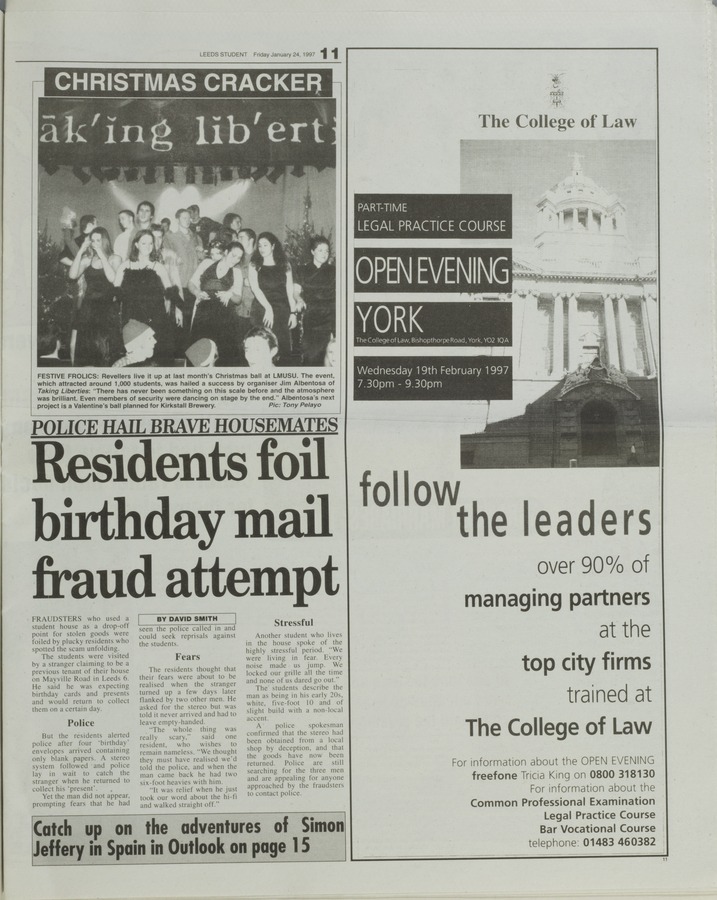 LEEDS STUDENT Friday January 24, 1997 11
CHRISTMAS CRACKER
āk'ing lib'ert
FESTIVE FROLICS: Revellers live it up at last month's Christmas ball at LMUSU. The event,
which attracted around 1,000 students, was hailed a success by organiser Jim Albentosa of
Taking Liberties: "There has never been something on this scale before and the atmosphere
was brilliant. Even members of security were dancing on stage by the end." Albentosa's next
project is a Valentine's ball planned for Kirkstall Brewery. Pic: Tony Pelayo
POLICE HAIL BRAVE HOUSEMATES
Residents foil
birthday mail
fraud attempt
FRAUDSTERS who used a
student house as a drop-off
point for stolen goods were
foiled by plucky residents who
spotted the scam unfolding.
The students were visited
by a stranger claiming to be a
previous tenant of their house
on Mayville Road in Leeds 6.
He said he was expecting
birthday cards and presents
and would return to collect
them on a certain day.
Police
But the residents alerted
police after four 'birthday'
envelopes arrived containing
only blank papers. A stereo
system followed and police
lay in wait to catch the
stranger when he returned to
collect his 'present'.
Yet the man did not appear,
prompting fears that he had
BY DAVID SMITH
seen the police called in and
could seek reprisals against
the students.
Fears
The residents thought that
their fears were about to be
realised when the stranger
turned up a few days later
flanked by two other men. He
asked for the stereo but was
told it never arrived and had to
leave empty-handed.
"The whole thing was
really scary," said one
resident, who wishes to
remain nameless. "We thought
they must have realised we'd
told the police, and when the
man came back he had two
six-foot heavies with him.
"It was relief when he just
took our word about the hi-fi
and walked straight off."
Stressful
Another student who lives
in the house spoke of the
highly stressful period. "We
were living in fear. Every
noise made us jump. We
locked our grille all the time
and none of us dared go out."
The students describe the
man as being in his early 20s,
white, five-foot 10 and of
slight build with a non-local
accent.
A police spokesman
confirmed that the stereo had
been obtained from a local
shop by deception, and that
the goods have now been
returned. Police are still
searching for the three men
and are appealing for anyone
approached by the fraudsters
to contact police.
Catch up on the adventures of Simon
Jeffery in Spain in Outlook on page 15
The College of Law
PART-TIME
LEGAL PRACTICE COURSE
OPEN EVENING
YORK
The College of Law, Bishopthorpe Road, York, YO2 1QA
Wednesday 19th February 1997
7.30pm - 9.30pm
follow
the leaders
over 90% of
managing partners
at the
top city firms
trained at
The College of Law
For information about the OPEN EVENING
freefone Tricia King on 0800 318130
For information about the
Common Professional Examination
Legal Practice Course
Bar Vocational Course
telephone: 01483 460382
11